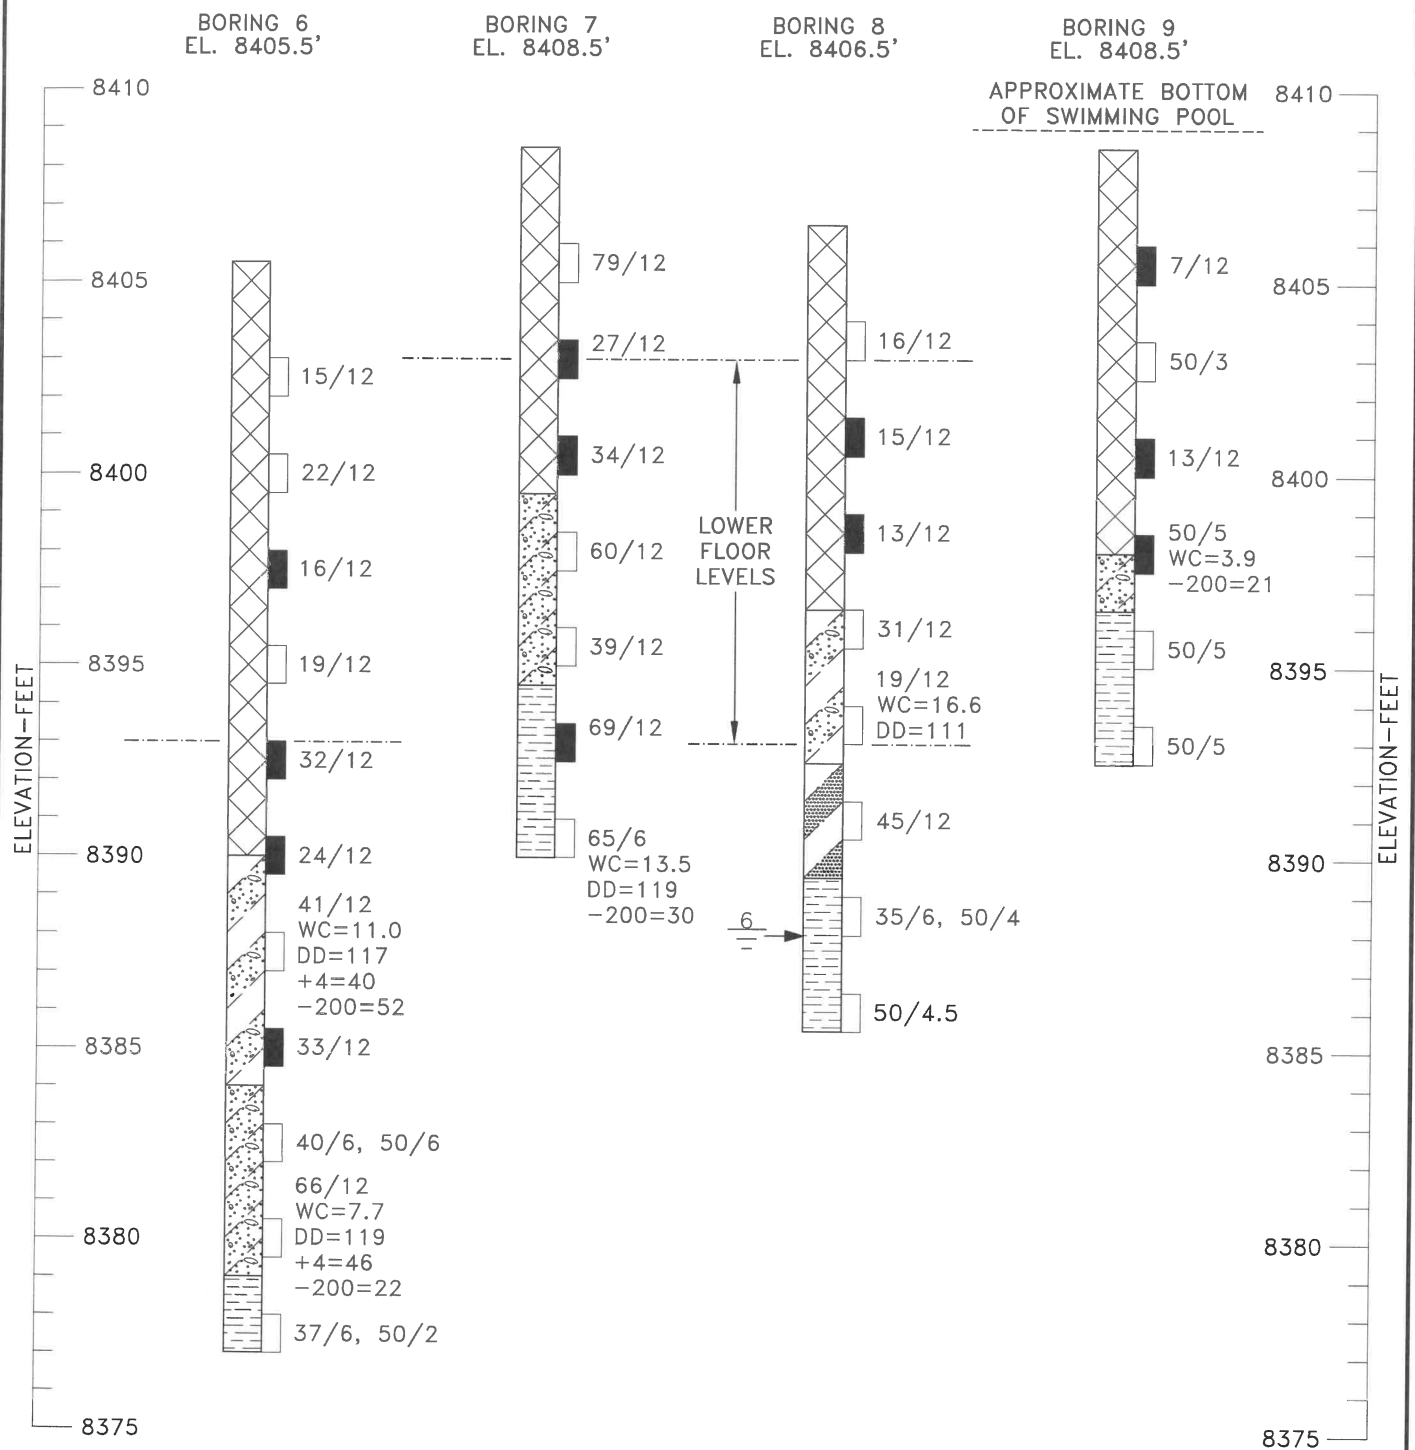 BORING 6
EL. 8405.5'
BORING 7
EL. 8408.5'
BORING 8
EL. 8406.5'
BORING 9
EL. 8408.5'
APPROXIMATE BOTTOM
OF SWIMMING POOL
ELEVATION-FEET
8410
8405
8400
8395
8390
8385
8380
8375
15/12
22/12
16/12
19/12
32/12
24/12
41/12
WC=11.0
DD=117
+4=40
-200=52
33/12
40/6, 50/6
66/12
WC=7.7
DD=119
+4=46
-200=22
37/6, 50/2
79/12
27/12
34/12
60/12
39/12
69/12
65/6
WC=13.5
DD=119
-200=30
LOWER
FLOOR
LEVELS
16/12
15/12
13/12
31/12
19/12
WC=16.6
DD=111
45/12
6
35/6, 50/4
50/4.5
7/12
50/3
13/12
50/5
WC=3.9
-200=21
50/5
50/5
8410
8405
8400
8395
8390
8385
8380
8375
ELEVATION-FEET